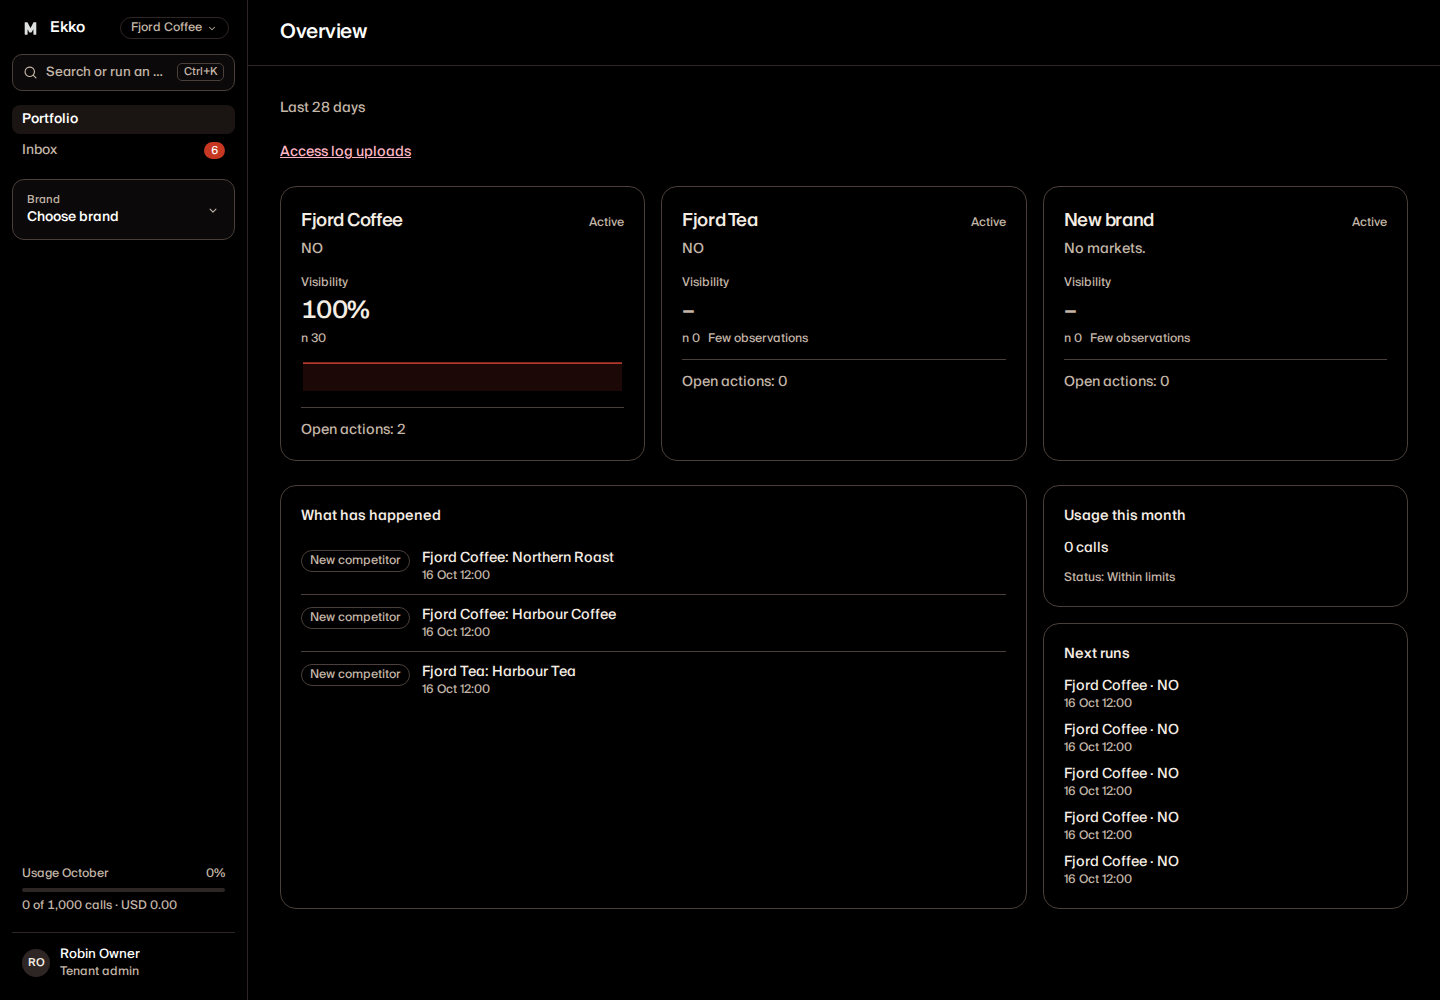 Ekko
Fjord Coffee
Search or run an ...
Ctrl+K
Portfolio
Inbox
6
Brand
Choose brand
Usage October
0%
0 of 1,000 calls · USD 0.00
RO
Robin Owner
Tenant admin
Overview
Last 28 days
Access log uploads
Fjord Coffee
Active
NO
Visibility
100%
n 30
Open actions: 2
Fjord Tea
Active
NO
Visibility
–
n 0 Few observations
Open actions: 0
New brand
Active
No markets.
Visibility
–
n 0 Few observations
Open actions: 0
What has happened
New competitor
Fjord Coffee: Northern Roast
16 Oct 12:00
New competitor
Fjord Coffee: Harbour Coffee
16 Oct 12:00
New competitor
Fjord Tea: Harbour Tea
16 Oct 12:00
Usage this month
0 calls
Status: Within limits
Next runs
Fjord Coffee · NO
16 Oct 12:00
Fjord Coffee · NO
16 Oct 12:00
Fjord Coffee · NO
16 Oct 12:00
Fjord Coffee · NO
16 Oct 12:00
Fjord Coffee · NO
16 Oct 12:00